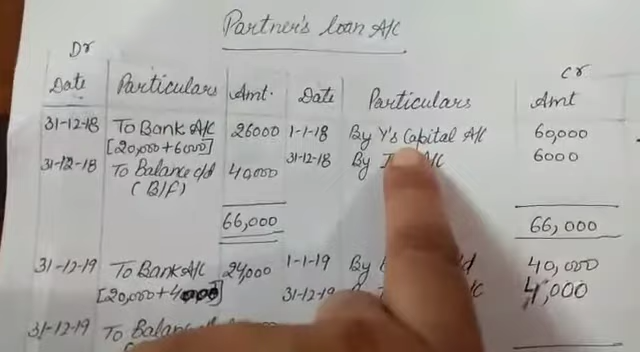 Partner's loan A/C
Dr
Cr
Date Particulars Amt. Date Particulars Amt
31-12-18 To Bank A/C 26000 1-1-18 By Y's Capital A/C 60,000
[20,000+6000]
31-12-18 To Balance c/d 40,000 31-12-18 By A/C 6000
(B/F)
66,000 66,000
31-12-19 To Bank A/C 24,000 1-1-19 By 40,000
[20,000+4000] 31-12-19 4,000
31-12-19 To